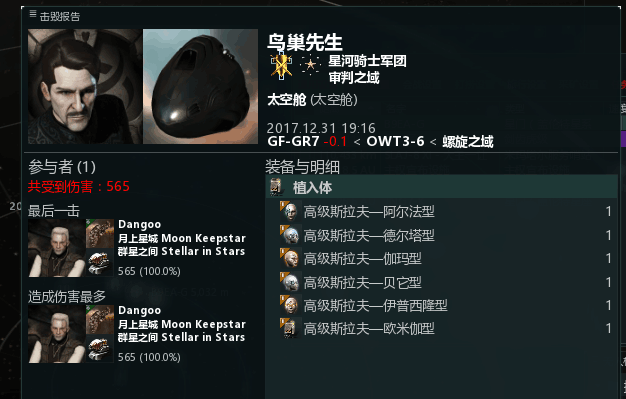 击毁报告
鸟巢先生
星河骑士军团
审判之域
太空舱 (太空舱)
2017.12.31 19:16
GF-GR7 -0.1 < OWT3-6 < 螺旋之域
参与者 (1)
共受到伤害：565
最后一击
Dangoo
月上星城 Moon Keepstar
群星之间 Stellar in Stars
565 (100.0%)
造成伤害最多
Dangoo
月上星城 Moon Keepstar
群星之间 Stellar in Stars
565 (100.0%)
装备与明细
植入体
高级斯拉夫—阿尔法型 1
高级斯拉夫—德尔塔型 1
高级斯拉夫—伽玛型 1
高级斯拉夫—贝它型 1
高级斯拉夫—伊普西隆型 1
高级斯拉夫—欧米伽型 1